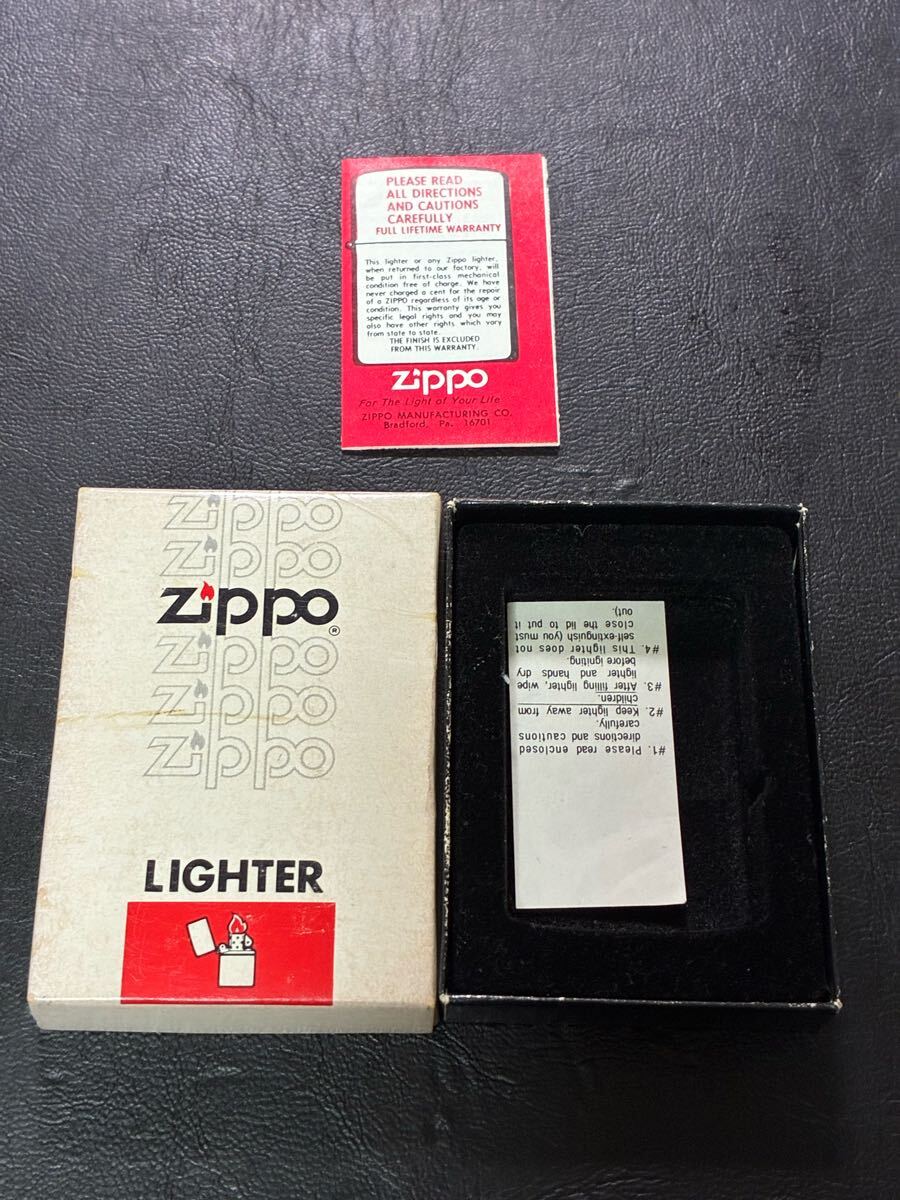 PLEASE READ
ALL DIRECTIONS
AND CAUTIONS
CAREFULLY
FULL LIFETIME WARRANTY
This lighter or any Zippo lighter,
when returned to our factory, will
be put in first-class mechanical
condition free of charge. We have
never charged a cent for the repair
of a ZIPPO regardless of its age or
condition. This warranty gives you
specific legal rights and you may
also have other rights which vary
from state to state.
THE FINISH IS EXCLUDED
FROM THIS WARRANTY.
zippo
For The Light of Your Life
ZIPPO MANUFACTURING CO.
Bradford, Pa. 16701
zippo
zippo
zippo®
zippo
zippo
zippo
LIGHTER
#1. Please read enclosed
directions and cautions
carefully.
#2. Keep lighter away from
children.
#3. After filling lighter, wipe
lighter and hands dry
before igniting.
#4. This lighter does not
self-extinguish (you must
close the lid to put it
out).